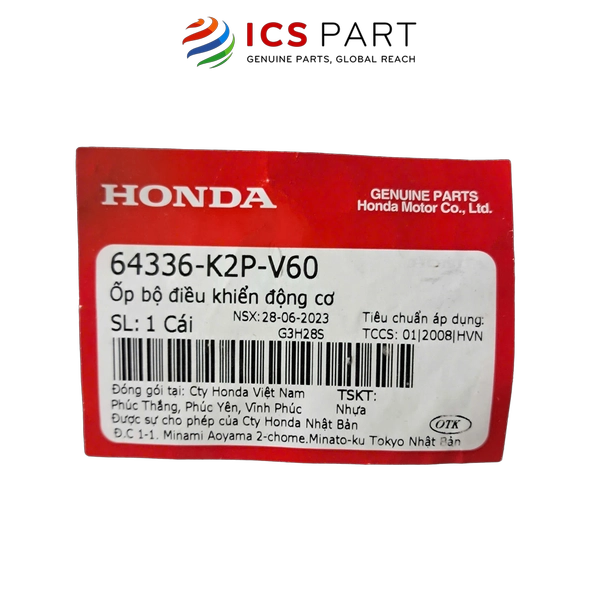 ICS PART
GENUINE PARTS, GLOBAL REACH
HONDA
GENUINE PARTS
Honda Motor Co., Ltd.
64336-K2P-V60
Ốp bộ điều khiển động cơ
SL: 1 Cái
NSX:28-06-2023
G3H28S
Tiêu chuẩn áp dụng:
TCCS: 01|2008|HVN
Đóng gói tại: Cty Honda Việt Nam
TSKT:
Phúc Thắng, Phúc Yên, Vĩnh Phúc
Nhựa
Được sự cho phép của Cty Honda Nhật Bản
Đ.C 1-1. Minami Aoyama 2-chome.Minato-ku Tokyo Nhật Bản
OTK